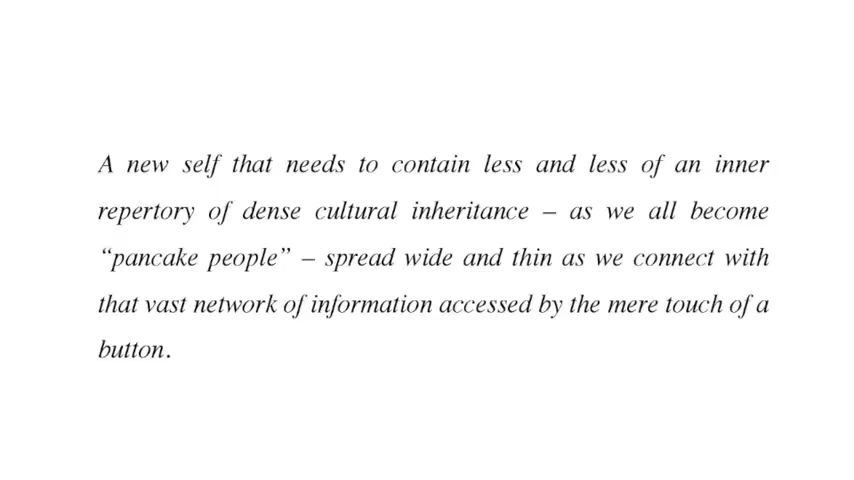 A new self that needs to contain less and less of an inner
repertory of dense cultural inheritance – as we all become
“pancake people” – spread wide and thin as we connect with
that vast network of information accessed by the mere touch of a
button.